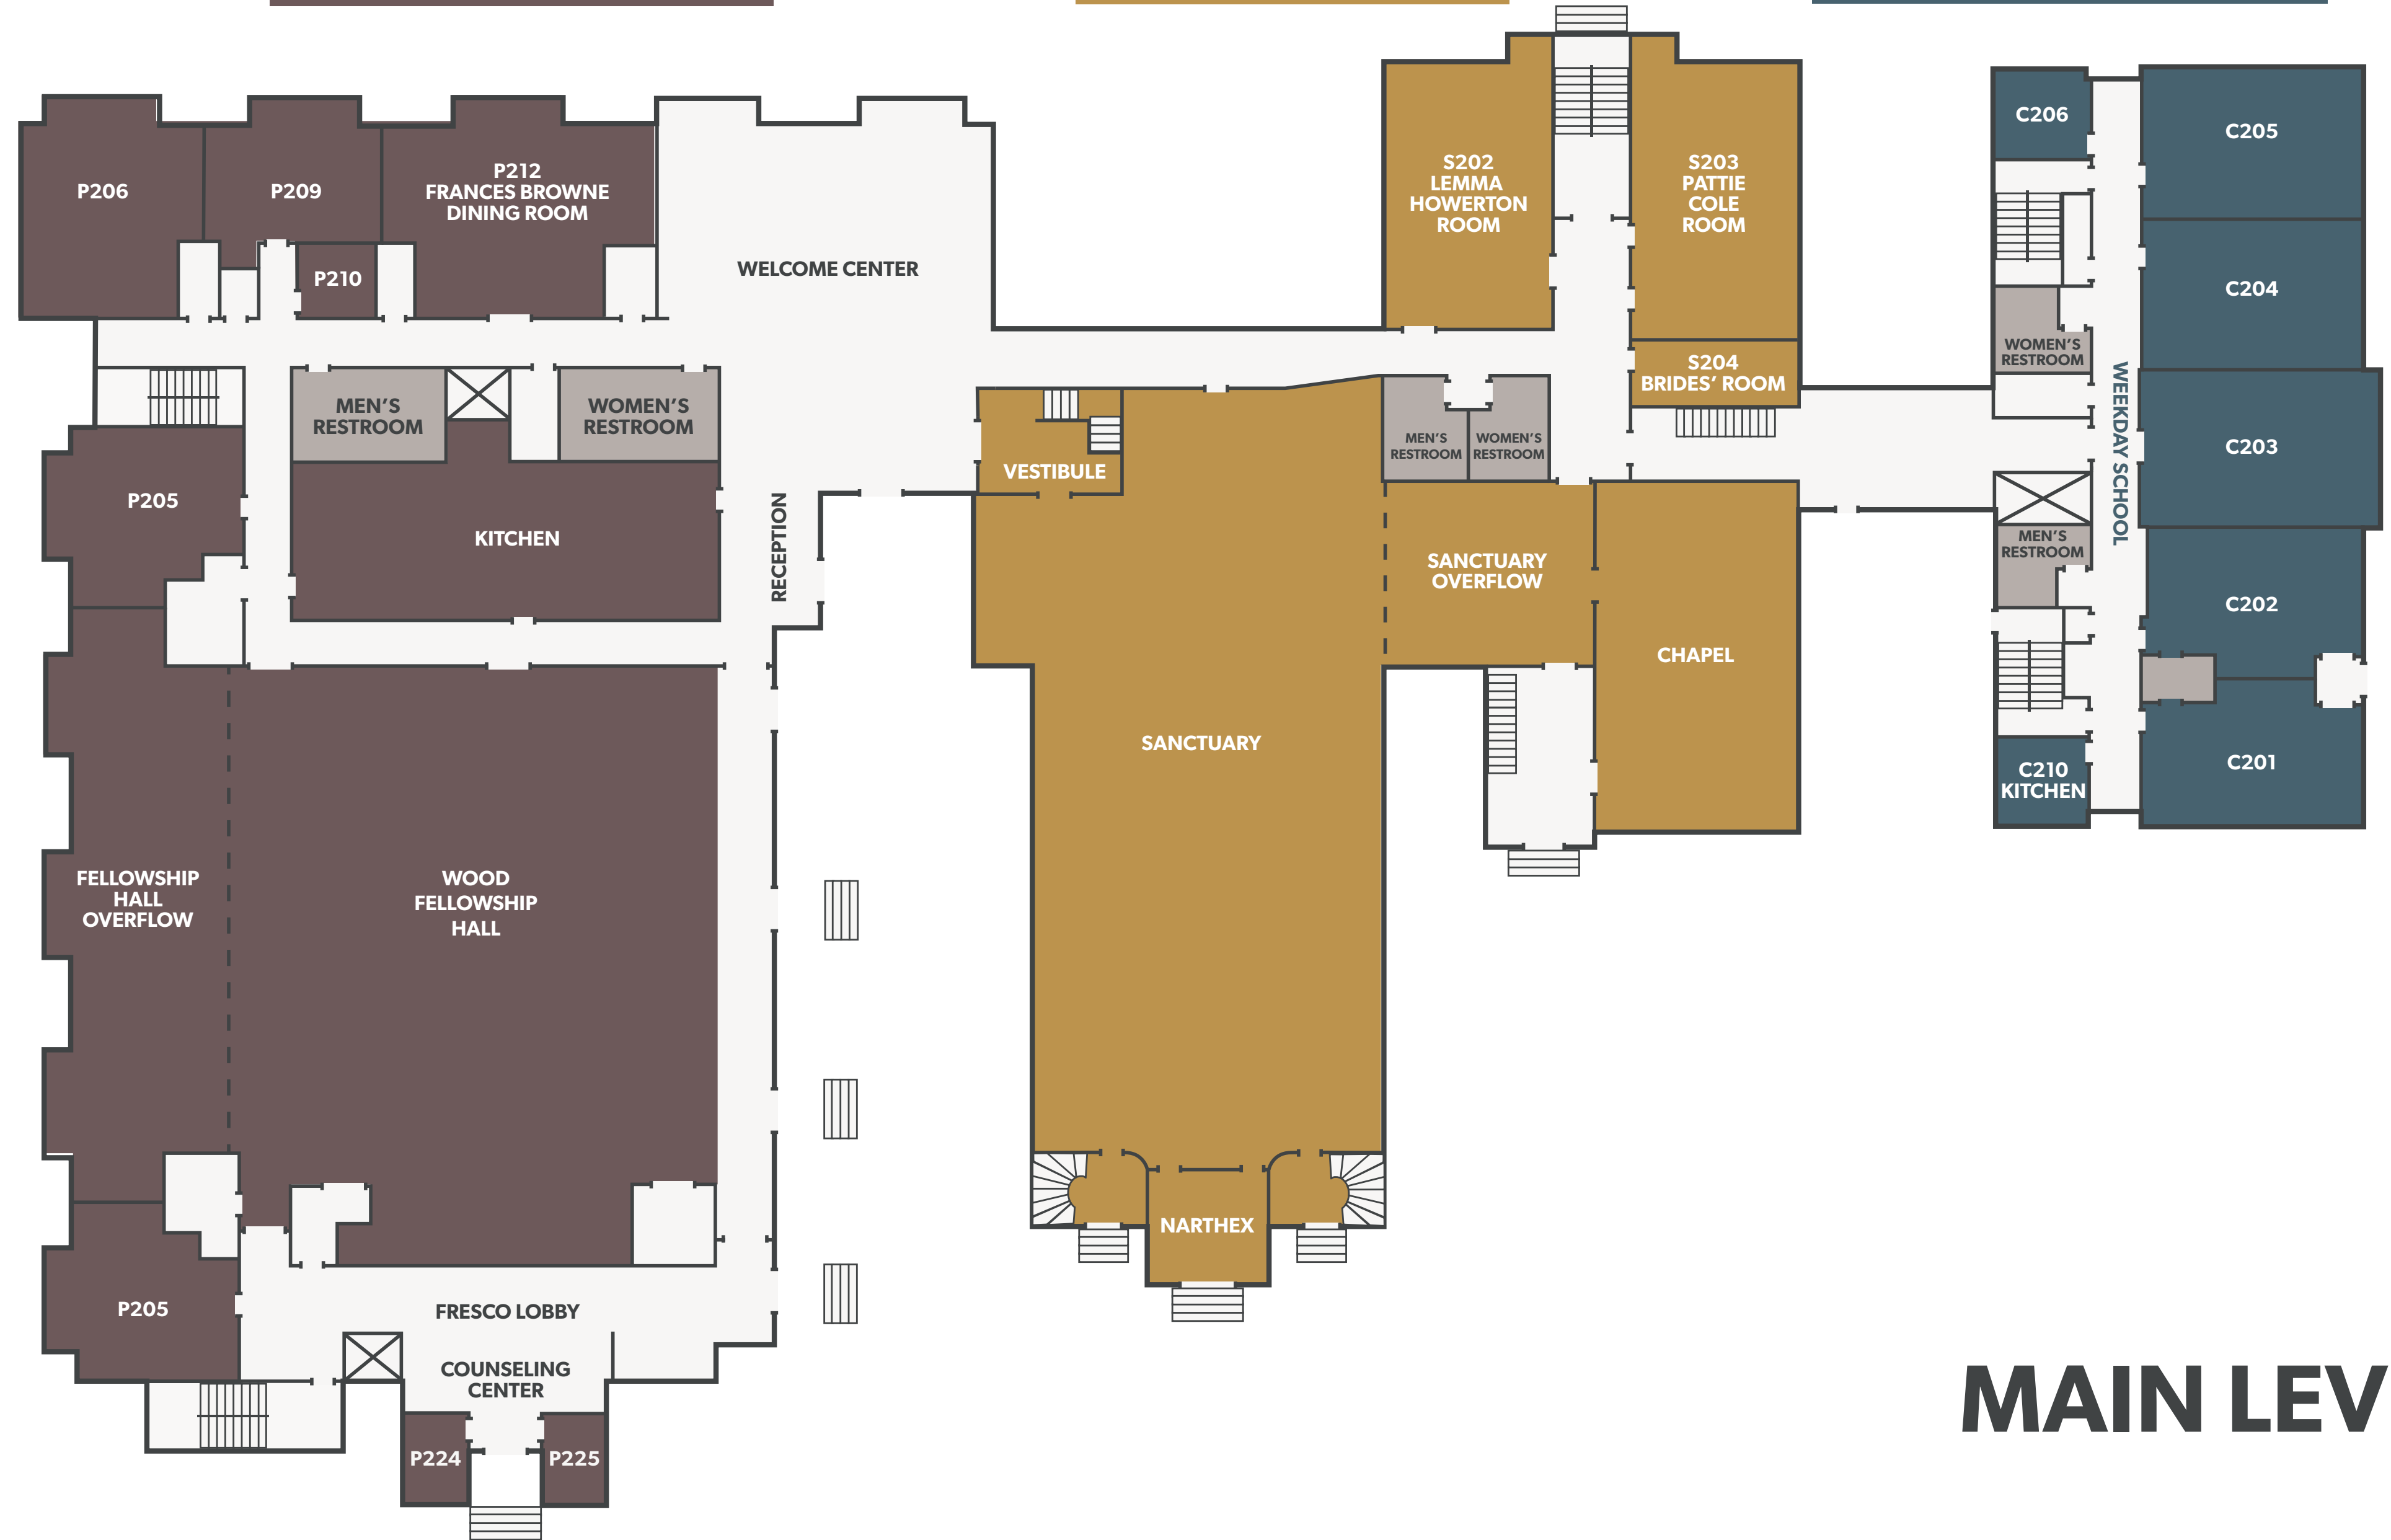 P206
P209
P212
FRANCES BROWNE
DINING ROOM
P210
WELCOME CENTER
S202
LEMMA
HOWERTON
ROOM
S203
PATTIE
COLE
ROOM
S204
BRIDES' ROOM
C206
C205
C204
WOMEN'S
RESTROOM
WEEKDAY SCHOOL
C203
MEN'S
RESTROOM
C202
C201
C210
KITCHEN
MEN'S
RESTROOM
WOMEN'S
RESTROOM
P205
KITCHEN
RECEPTION
VESTIBULE
MEN'S
RESTROOM
WOMEN'S
RESTROOM
SANCTUARY
OVERFLOW
CHAPEL
SANCTUARY
FELLOWSHIP
HALL
OVERFLOW
WOOD
FELLOWSHIP
HALL
NARTHEX
P205
FRESCO LOBBY
COUNSELING
CENTER
P224
P225
MAIN LEV